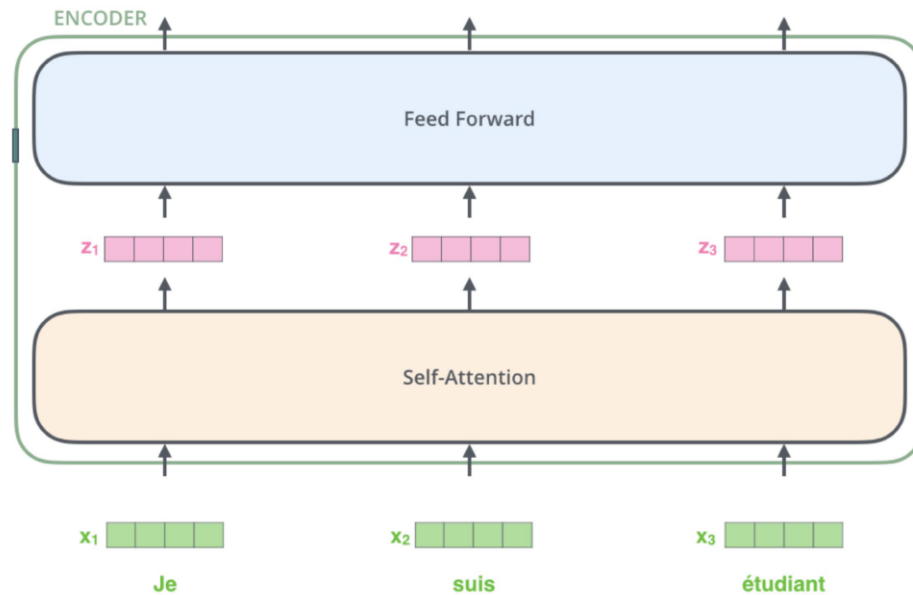 ENCODER
Feed Forward
z₁ z₂ z₃
Self-Attention
x₁ x₂ x₃
Je suis étudiant